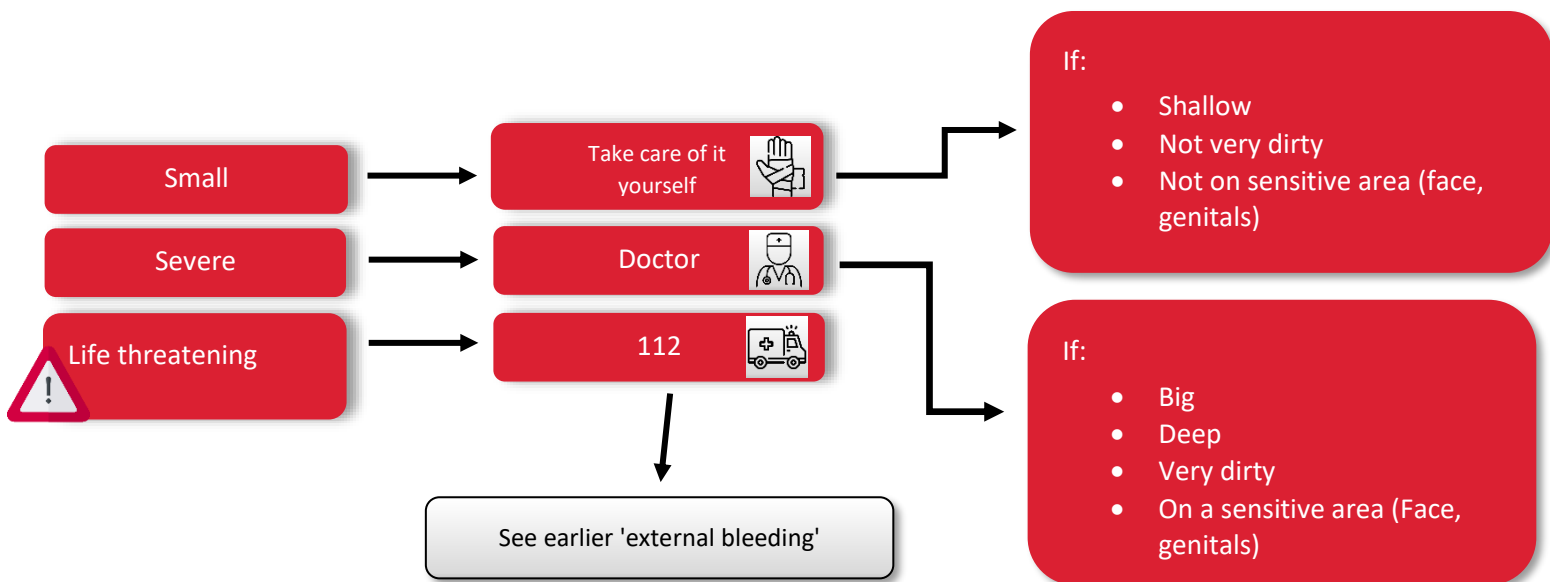 Small
Take care of it
yourself
If:
• Shallow
• Not very dirty
• Not on sensitive area (face,
genitals)
Severe
Doctor
Life threatening
!
112
If:
• Big
• Deep
• Very dirty
• On a sensitive area (Face,
genitals)
See earlier 'external bleeding'